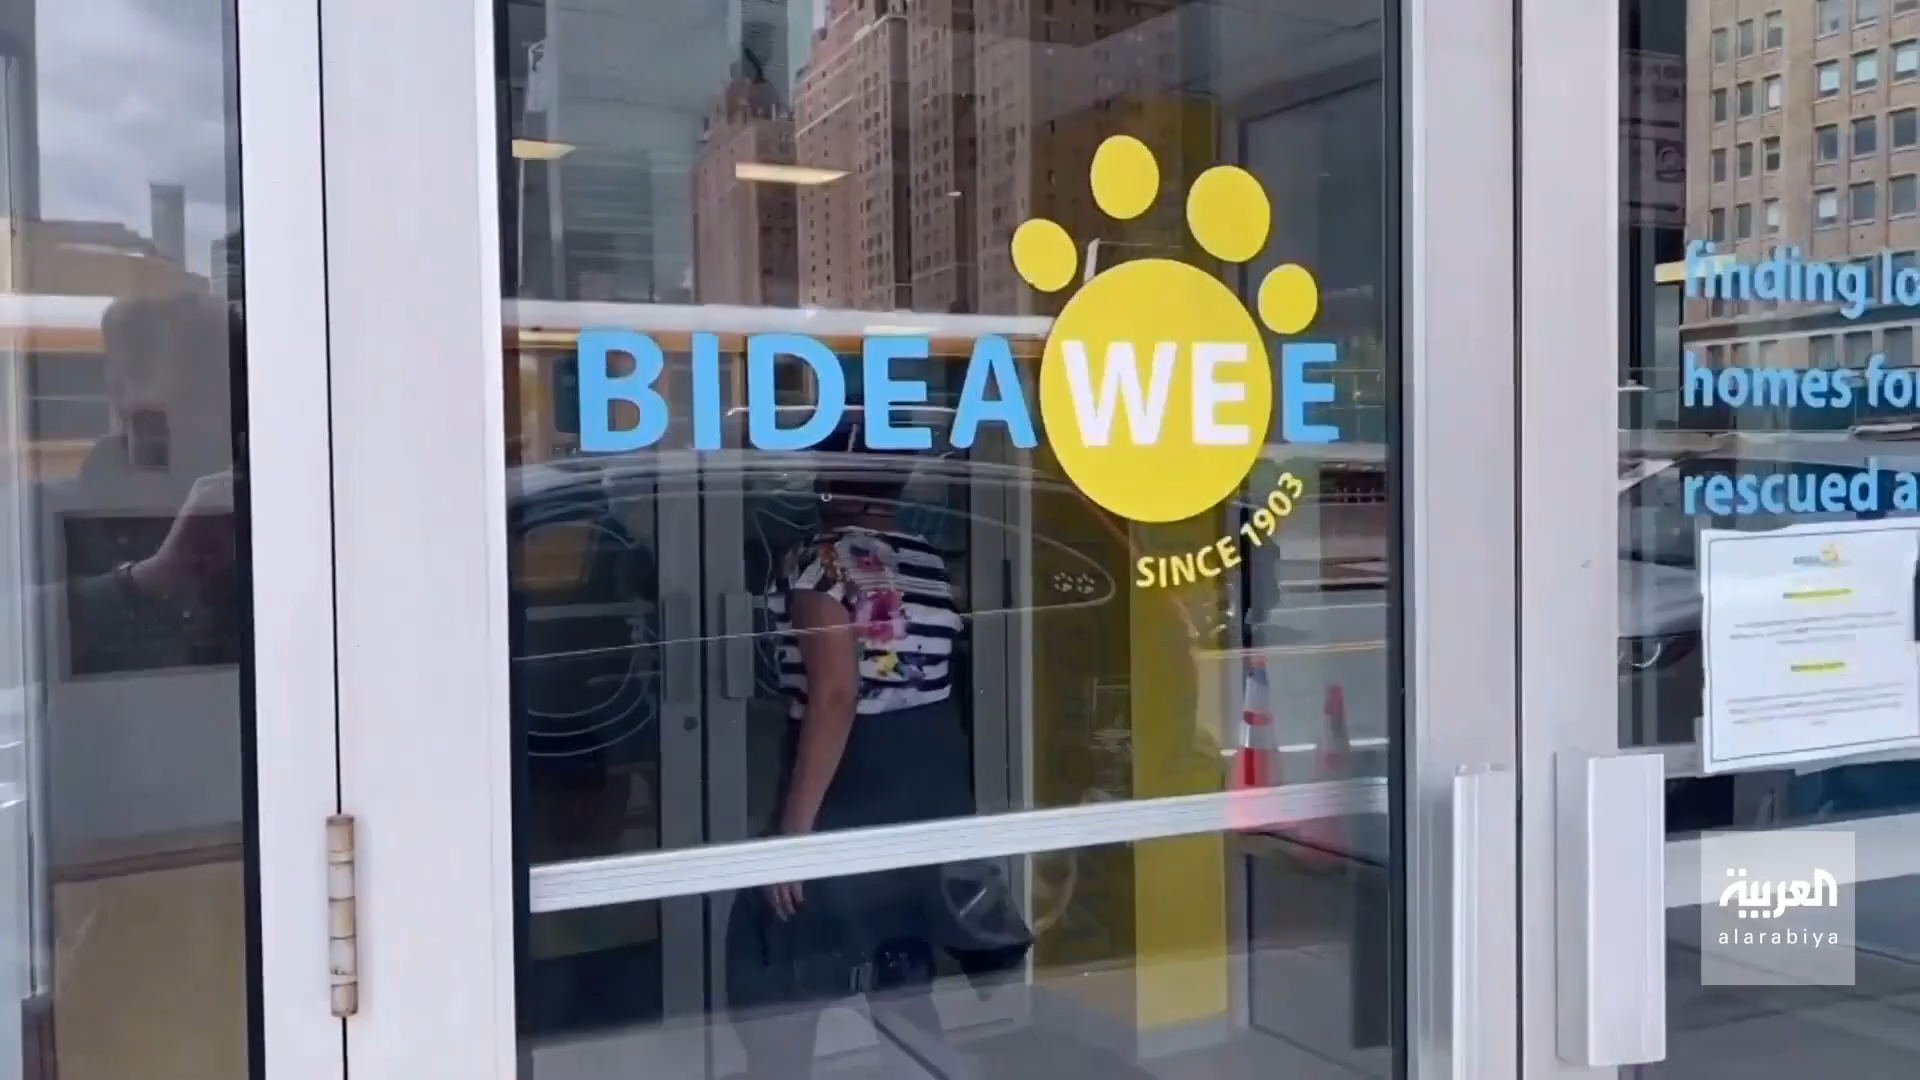 BIDEAWEE
SINCE 1903
finding lo
homes fo
rescued a
العربية
alarabiya